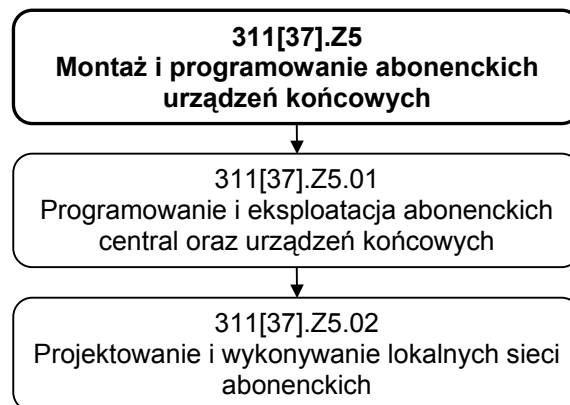 311[37].Z5
Montaż i programowanie abonenckich
urządzeń końcowych
311[37].Z5.01
Programowanie i eksploatacja abonenckich
central oraz urządzeń końcowych
311[37].Z5.02
Projektowanie i wykonywanie lokalnych sieci
abonenckich